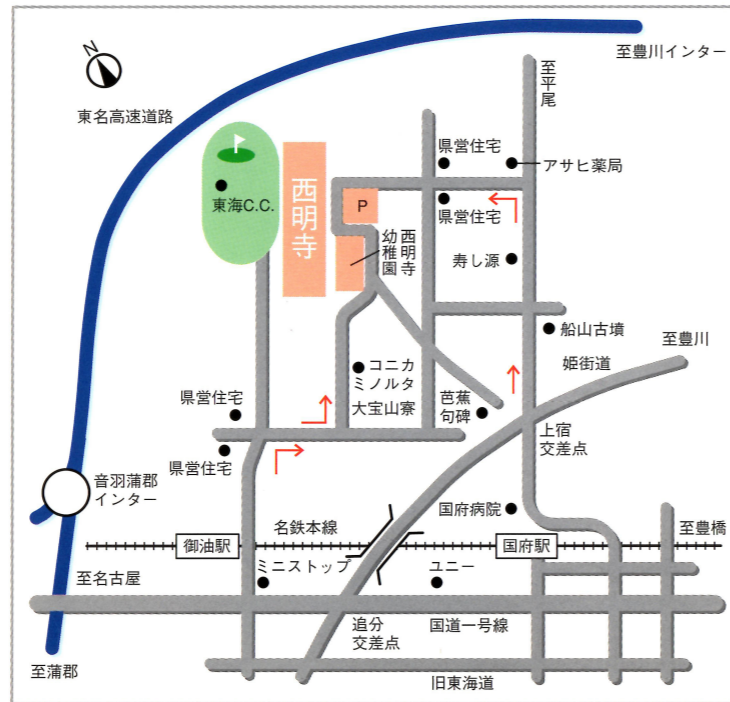 N
至豊川インター
東名高速道路
至平尾
県営住宅
アサヒ薬局
東海C.C.
西明寺
P
県営住宅
西明寺
幼稚園
寿し源
船山古墳
至豊川
姫街道
コニカ
ミノルタ
大宝山寮
芭蕉
句碑
県営住宅
上宿
交差点
県営住宅
音羽蒲郡
インター
国府病院
名鉄本線
至豊橋
御油駅
国府駅
ミニストップ
ユニー
至名古屋
追分
交差点
国道一号線
至蒲郡
旧東海道